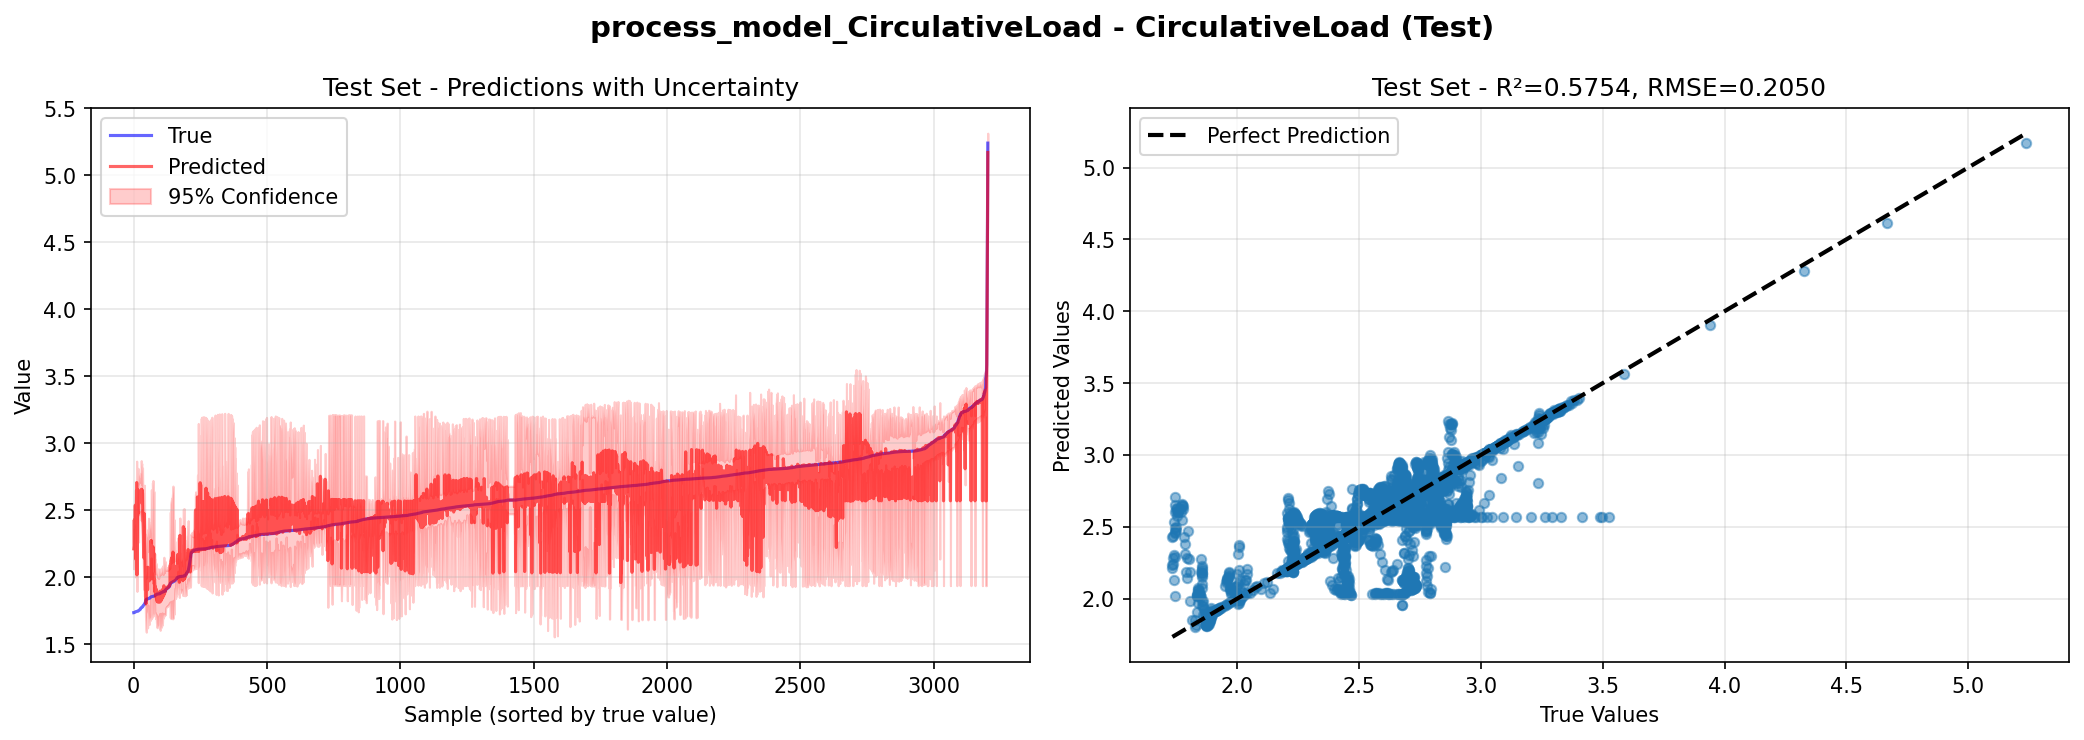 process_model_CirculativeLoad - CirculativeLoad (Test)
Test Set - Predictions with Uncertainty
True
Predicted
95% Confidence
Value
5.5
5.0
4.5
4.0
3.5
3.0
2.5
2.0
1.5
0
500
1000
1500
2000
2500
3000
Sample (sorted by true value)
Test Set - R²=0.5754, RMSE=0.2050
Perfect Prediction
Predicted Values
5.0
4.5
4.0
3.5
3.0
2.5
2.0
2.0
2.5
3.0
3.5
4.0
4.5
5.0
True Values